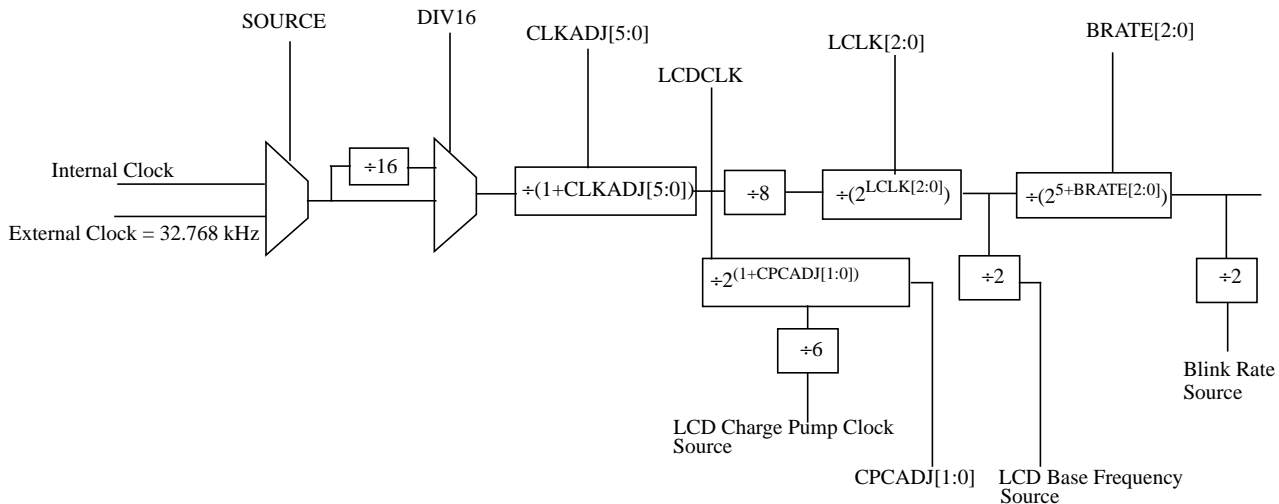 SOURCE
DIV16
CLKADJ[5:0]
LCLK[2:0]
BRATE[2:0]
LCDCLK
Internal Clock
÷16
÷(1+CLKADJ[5:0])
÷8
÷(2^LCLK[2:0])
÷(2^5+BRATE[2:0])
External Clock = 32.768 kHz
÷2^(1+CPCADJ[1:0])
÷2
÷2
÷6
Blink Rate
Source
LCD Charge Pump Clock
Source
CPCADJ[1:0]
LCD Base Frequency
Source